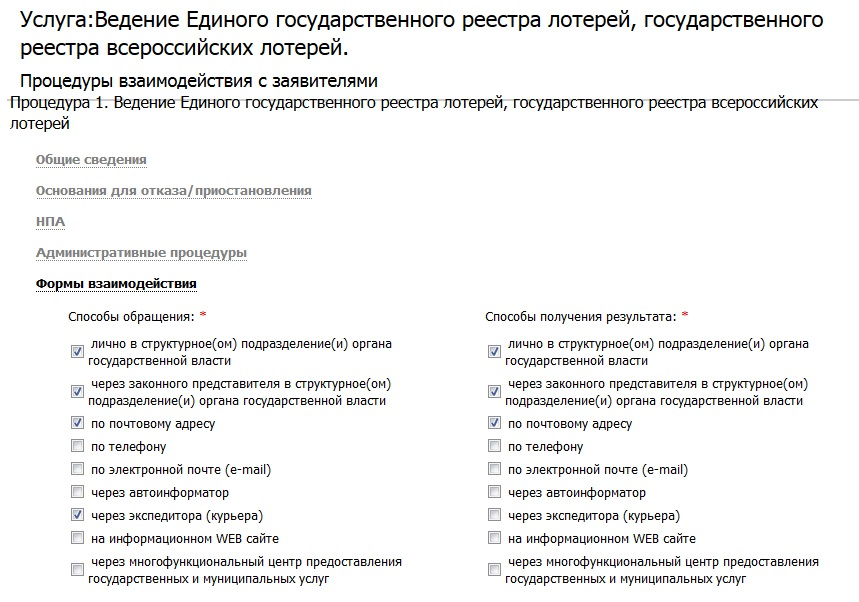 Услуга:Ведение Единого государственного реестра лотерей, государственного
реестра всероссийских лотерей.
Процедуры взаимодействия с заявителями
Процедура 1. Ведение Единого государственного реестра лотерей, государственного реестра всероссийских
лотерей
Общие сведения
Основания для отказа/приостановления
НПА
Административные процедуры
Формы взаимодействия
Способы обращения: *
лично в структурное(ом) подразделение(и) органа
государственной власти
через законного представителя в структурное(ом)
подразделение(и) органа государственной власти
по почтовому адресу
по телефону
по электронной почте (e-mail)
через автоинформатор
через экспедитора (курьера)
на информационном WEB сайте
через многофункциональный центр предоставления
государственных и муниципальных услуг
Способы получения результата: *
лично в структурное(ом) подразделение(и) органа
государственной власти
через законного представителя в структурное(ом)
подразделение(и) органа государственной власти
по почтовому адресу
по телефону
по электронной почте (e-mail)
через автоинформатор
через экспедитора (курьера)
на информационном WEB сайте
через многофункциональный центр предоставления
государственных и муниципальных услуг